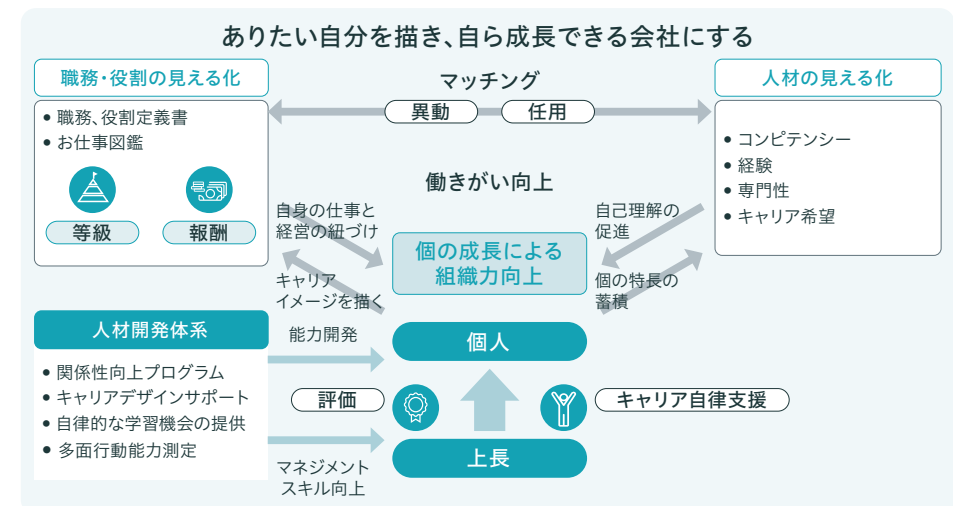 ありたい自分を描き、自ら成長できる会社にする
職務・役割の見える化
• 職務、役割定義書
• お仕事図鑑
等級
報酬
マッチング
異動
任用
人材の見える化
• コンピテンシー
• 経験
• 専門性
• キャリア希望
働きがい向上
自身の仕事と
経営の紐づけ
自己理解の
促進
個の成長による
組織力向上
キャリア
イメージを描く
個の特長の
蓄積
人材開発体系
• 関係性向上プログラム
• キャリアデザインサポート
• 自律的な学習機会の提供
• 多面行動能力測定
能力開発
個人
評価
キャリア自律支援
上長
マネジメント
スキル向上